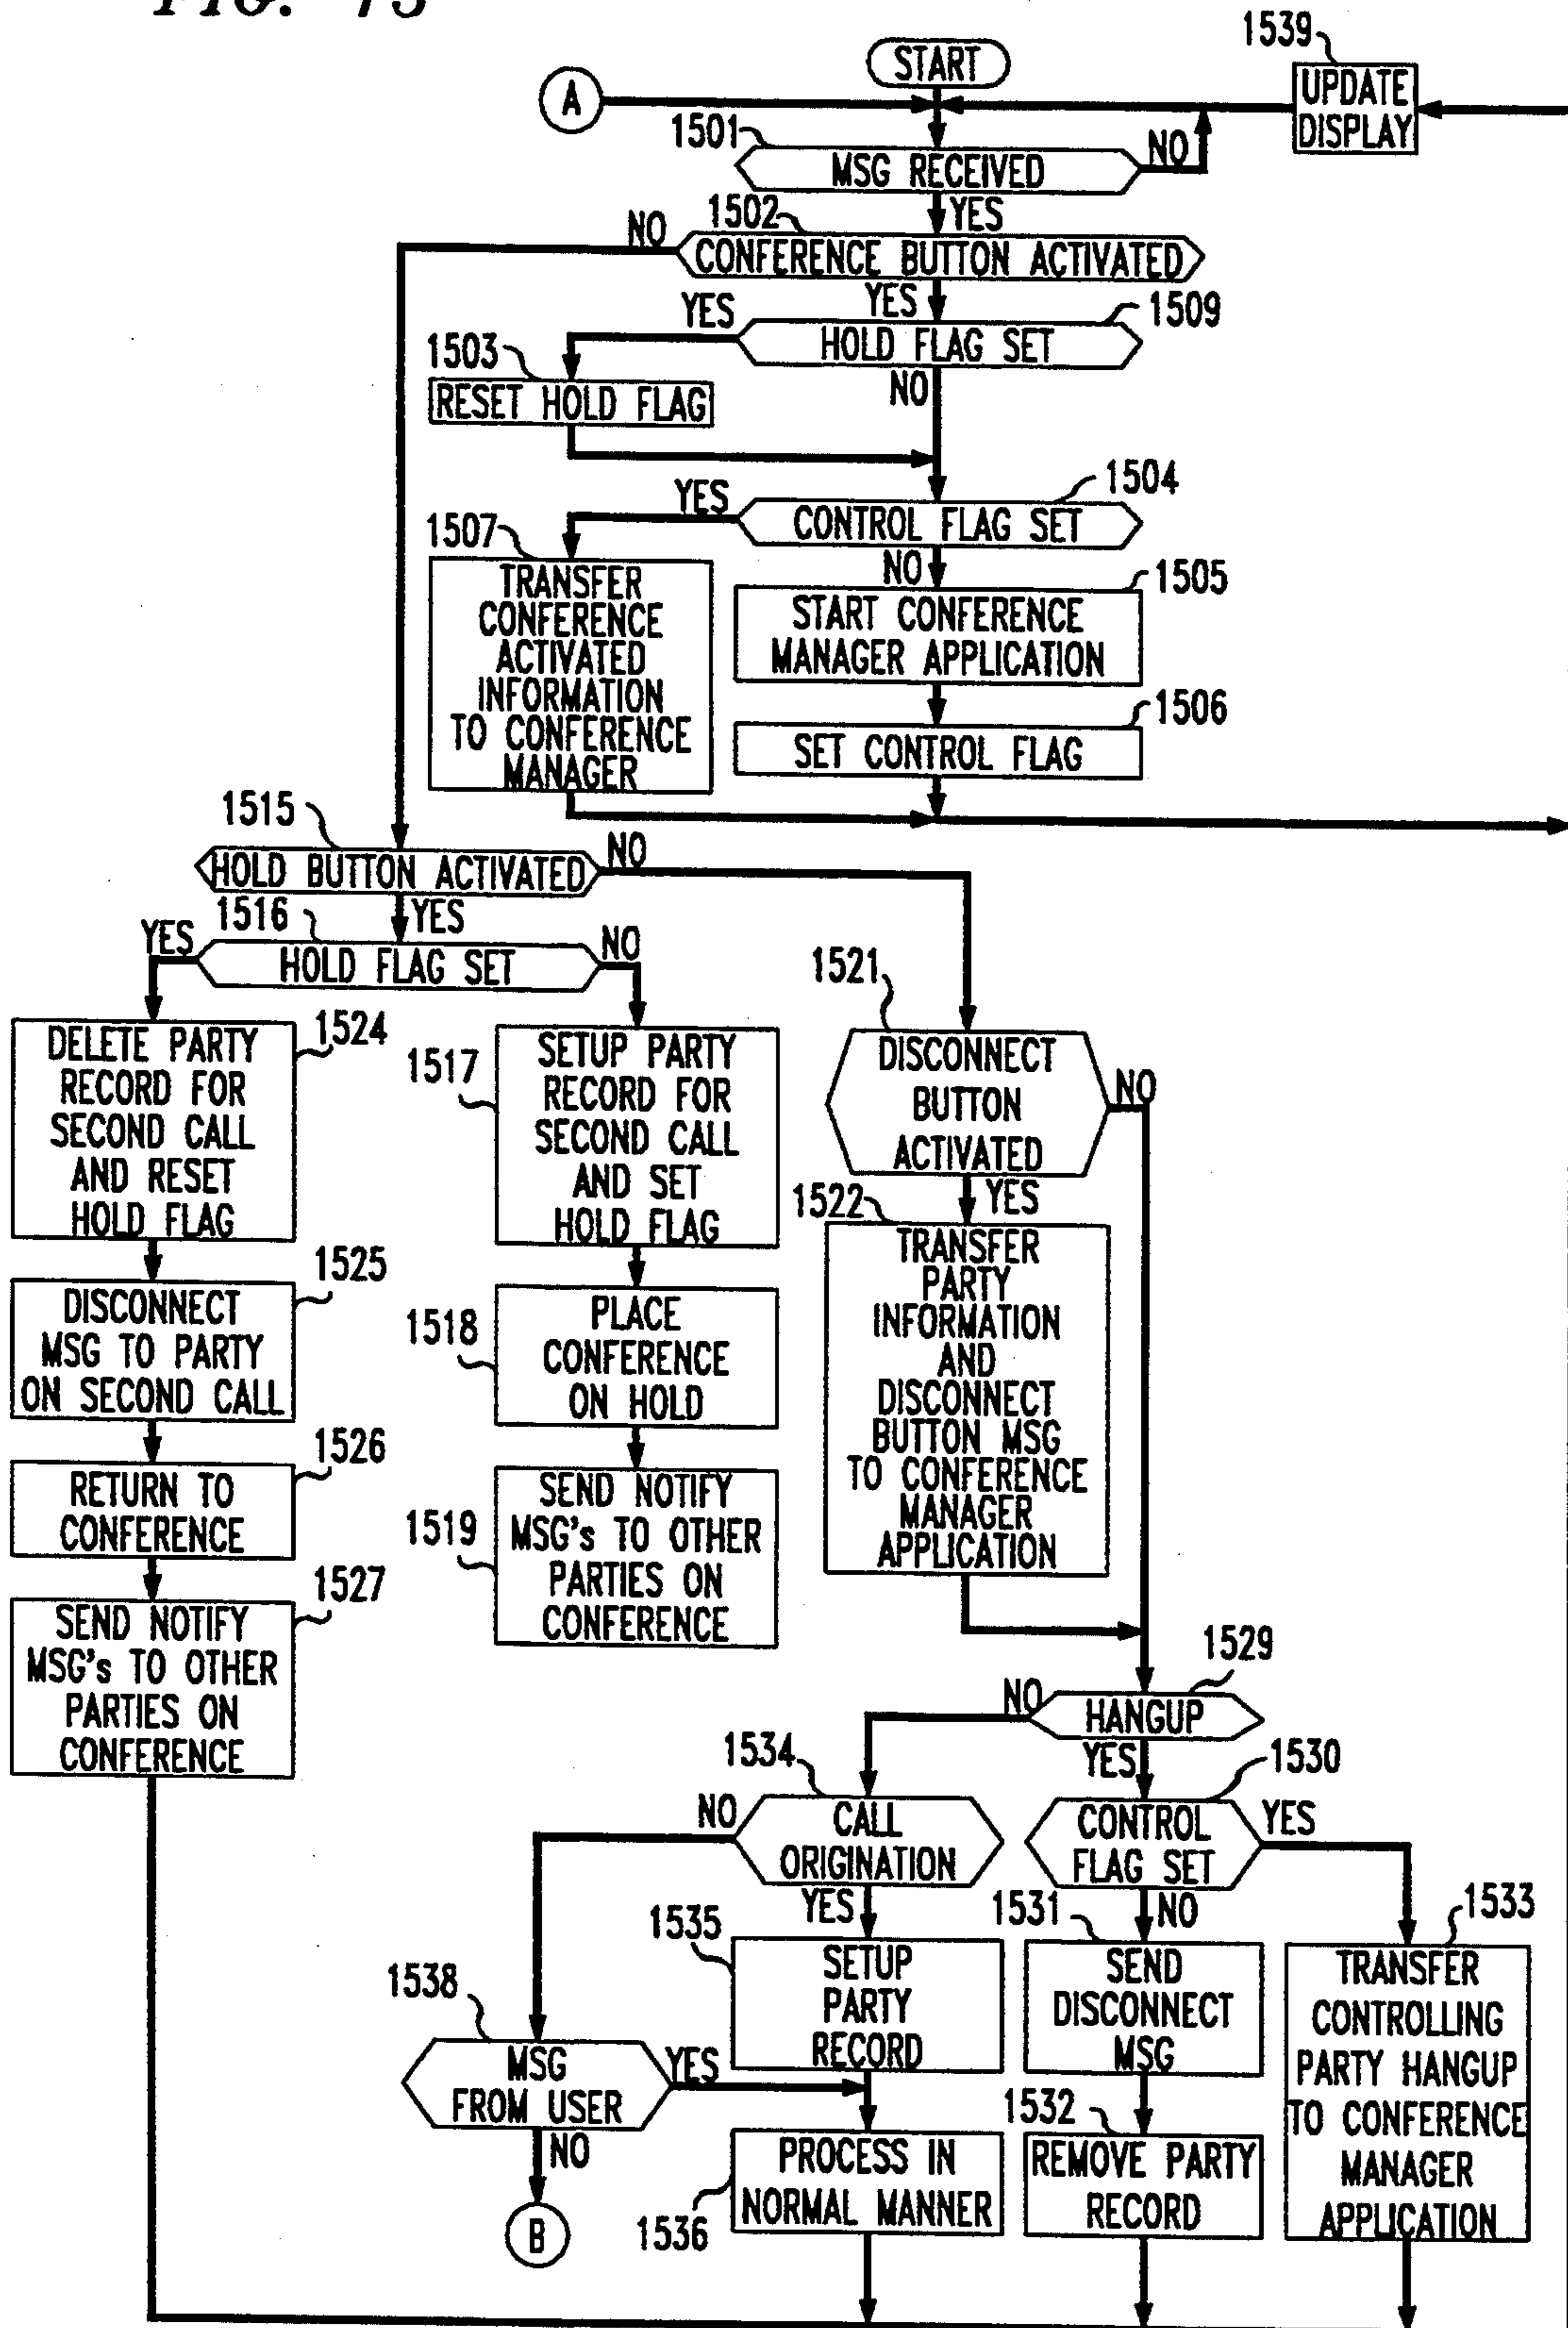 FIG. 15
START
1539
A
UPDATE
DISPLAY
1501
MSG RECEIVED
NO
YES
1502
NO
CONFERENCE BUTTON ACTIVATED
YES
YES
1509
HOLD FLAG SET
1503
RESET HOLD FLAG
NO
1504
YES
CONTROL FLAG SET
1507
NO
TRANSFER
CONFERENCE
ACTIVATED
INFORMATION
TO CONFERENCE
MANAGER
1505
START CONFERENCE
MANAGER APPLICATION
1506
SET CONTROL FLAG
1515
HOLD BUTTON ACTIVATED
NO
YES
1516
YES
HOLD FLAG SET
NO
1524
DELETE PARTY
RECORD FOR
SECOND CALL
AND RESET
HOLD FLAG
1525
DISCONNECT
MSG TO PARTY
ON SECOND CALL
1526
RETURN TO
CONFERENCE
1527
SEND NOTIFY
MSG's TO OTHER
PARTIES ON
CONFERENCE
1517
SETUP PARTY
RECORD FOR
SECOND CALL
AND SET
HOLD FLAG
1518
PLACE
CONFERENCE
ON HOLD
1519
SEND NOTIFY
MSG's TO OTHER
PARTIES ON
CONFERENCE
1521
DISCONNECT
BUTTON
ACTIVATED
NO
YES
1522
TRANSFER
PARTY
INFORMATION
AND
DISCONNECT
BUTTON MSG
TO CONFERENCE
MANAGER
APPLICATION
1529
NO
HANGUP
YES
1534
NO
CALL
ORIGINATION
YES
1530
CONTROL
FLAG SET
YES
NO
1535
SETUP
PARTY
RECORD
1531
SEND
DISCONNECT
MSG
1533
TRANSFER
CONTROLLING
PARTY HANGUP
TO CONFERENCE
MANAGER
APPLICATION
1538
MSG
FROM USER
YES
NO
B
1536
PROCESS IN
NORMAL MANNER
1532
REMOVE PARTY
RECORD